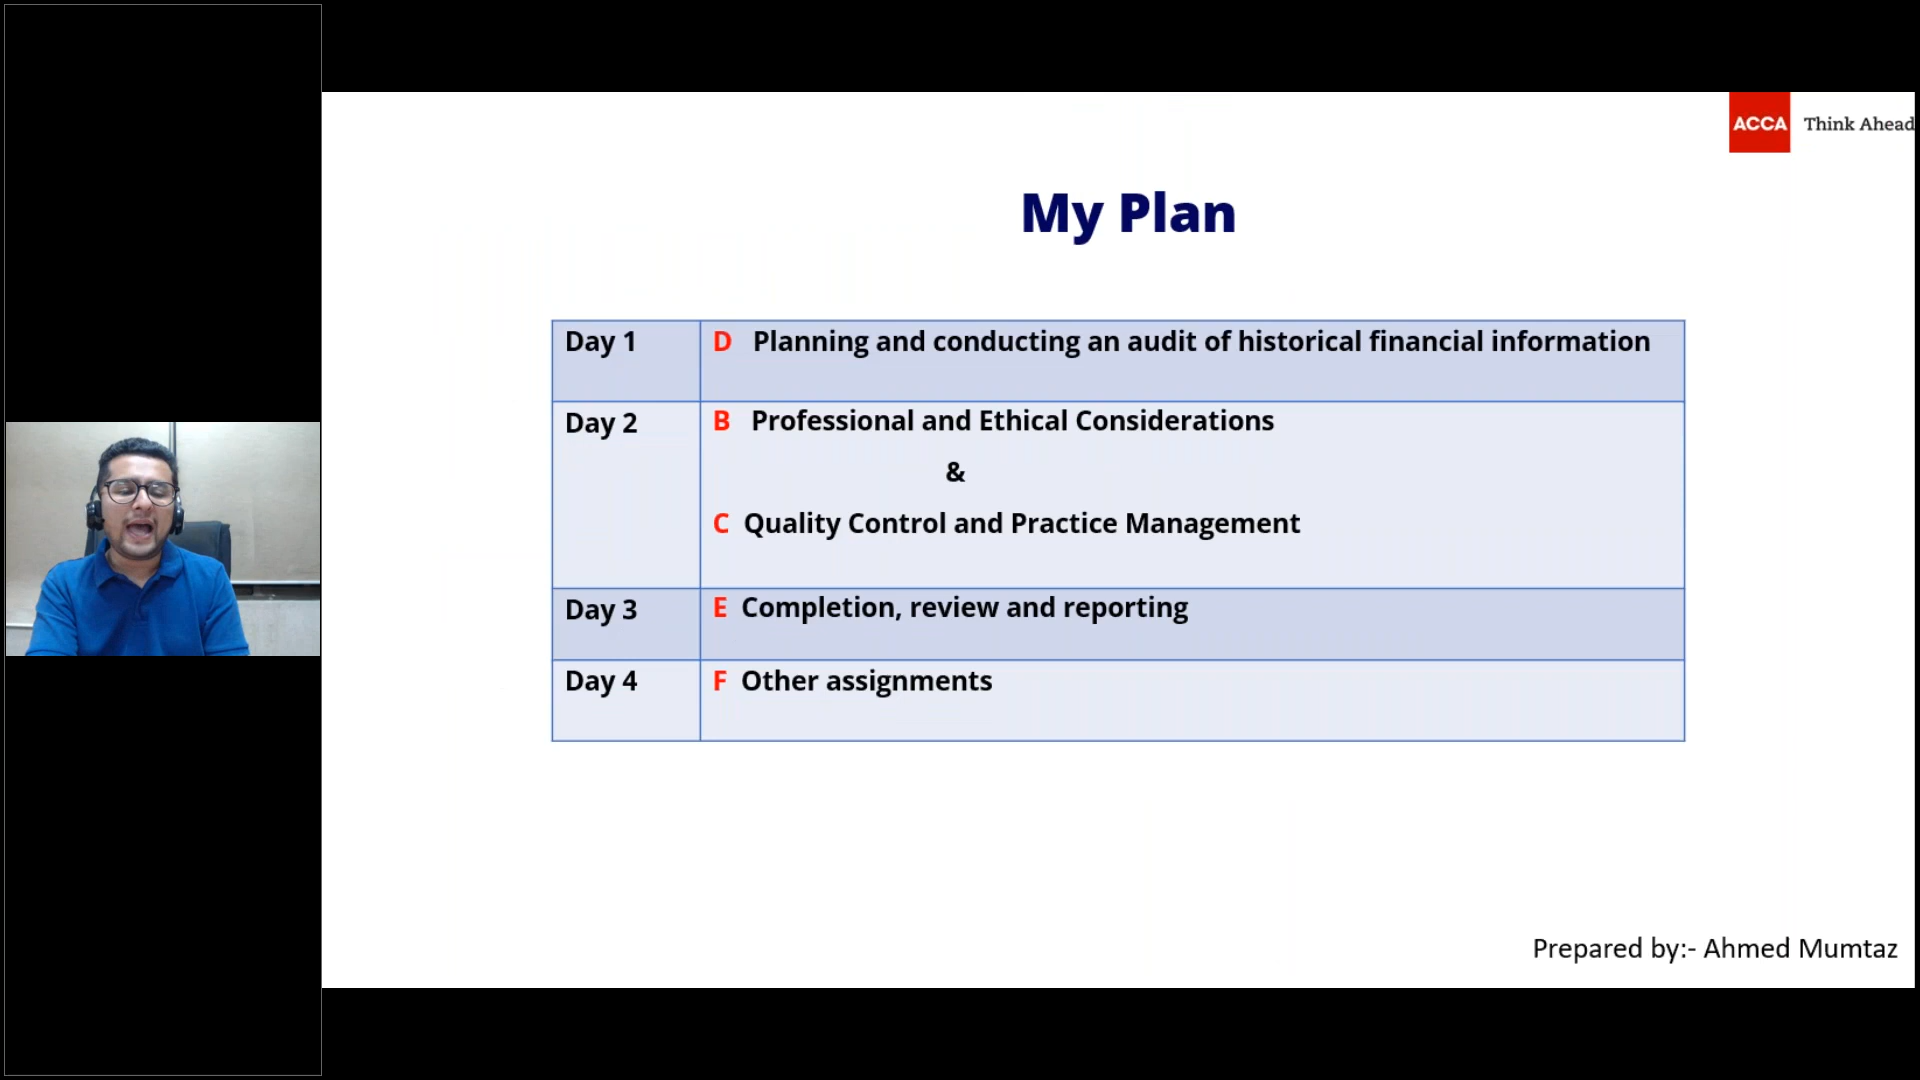 ACCA Think Ahead
My Plan
Day 1 D Planning and conducting an audit of historical financial information
Day 2 B Professional and Ethical Considerations
&
C Quality Control and Practice Management
Day 3 E Completion, review and reporting
Day 4 F Other assignments
Prepared by:- Ahmed Mumtaz